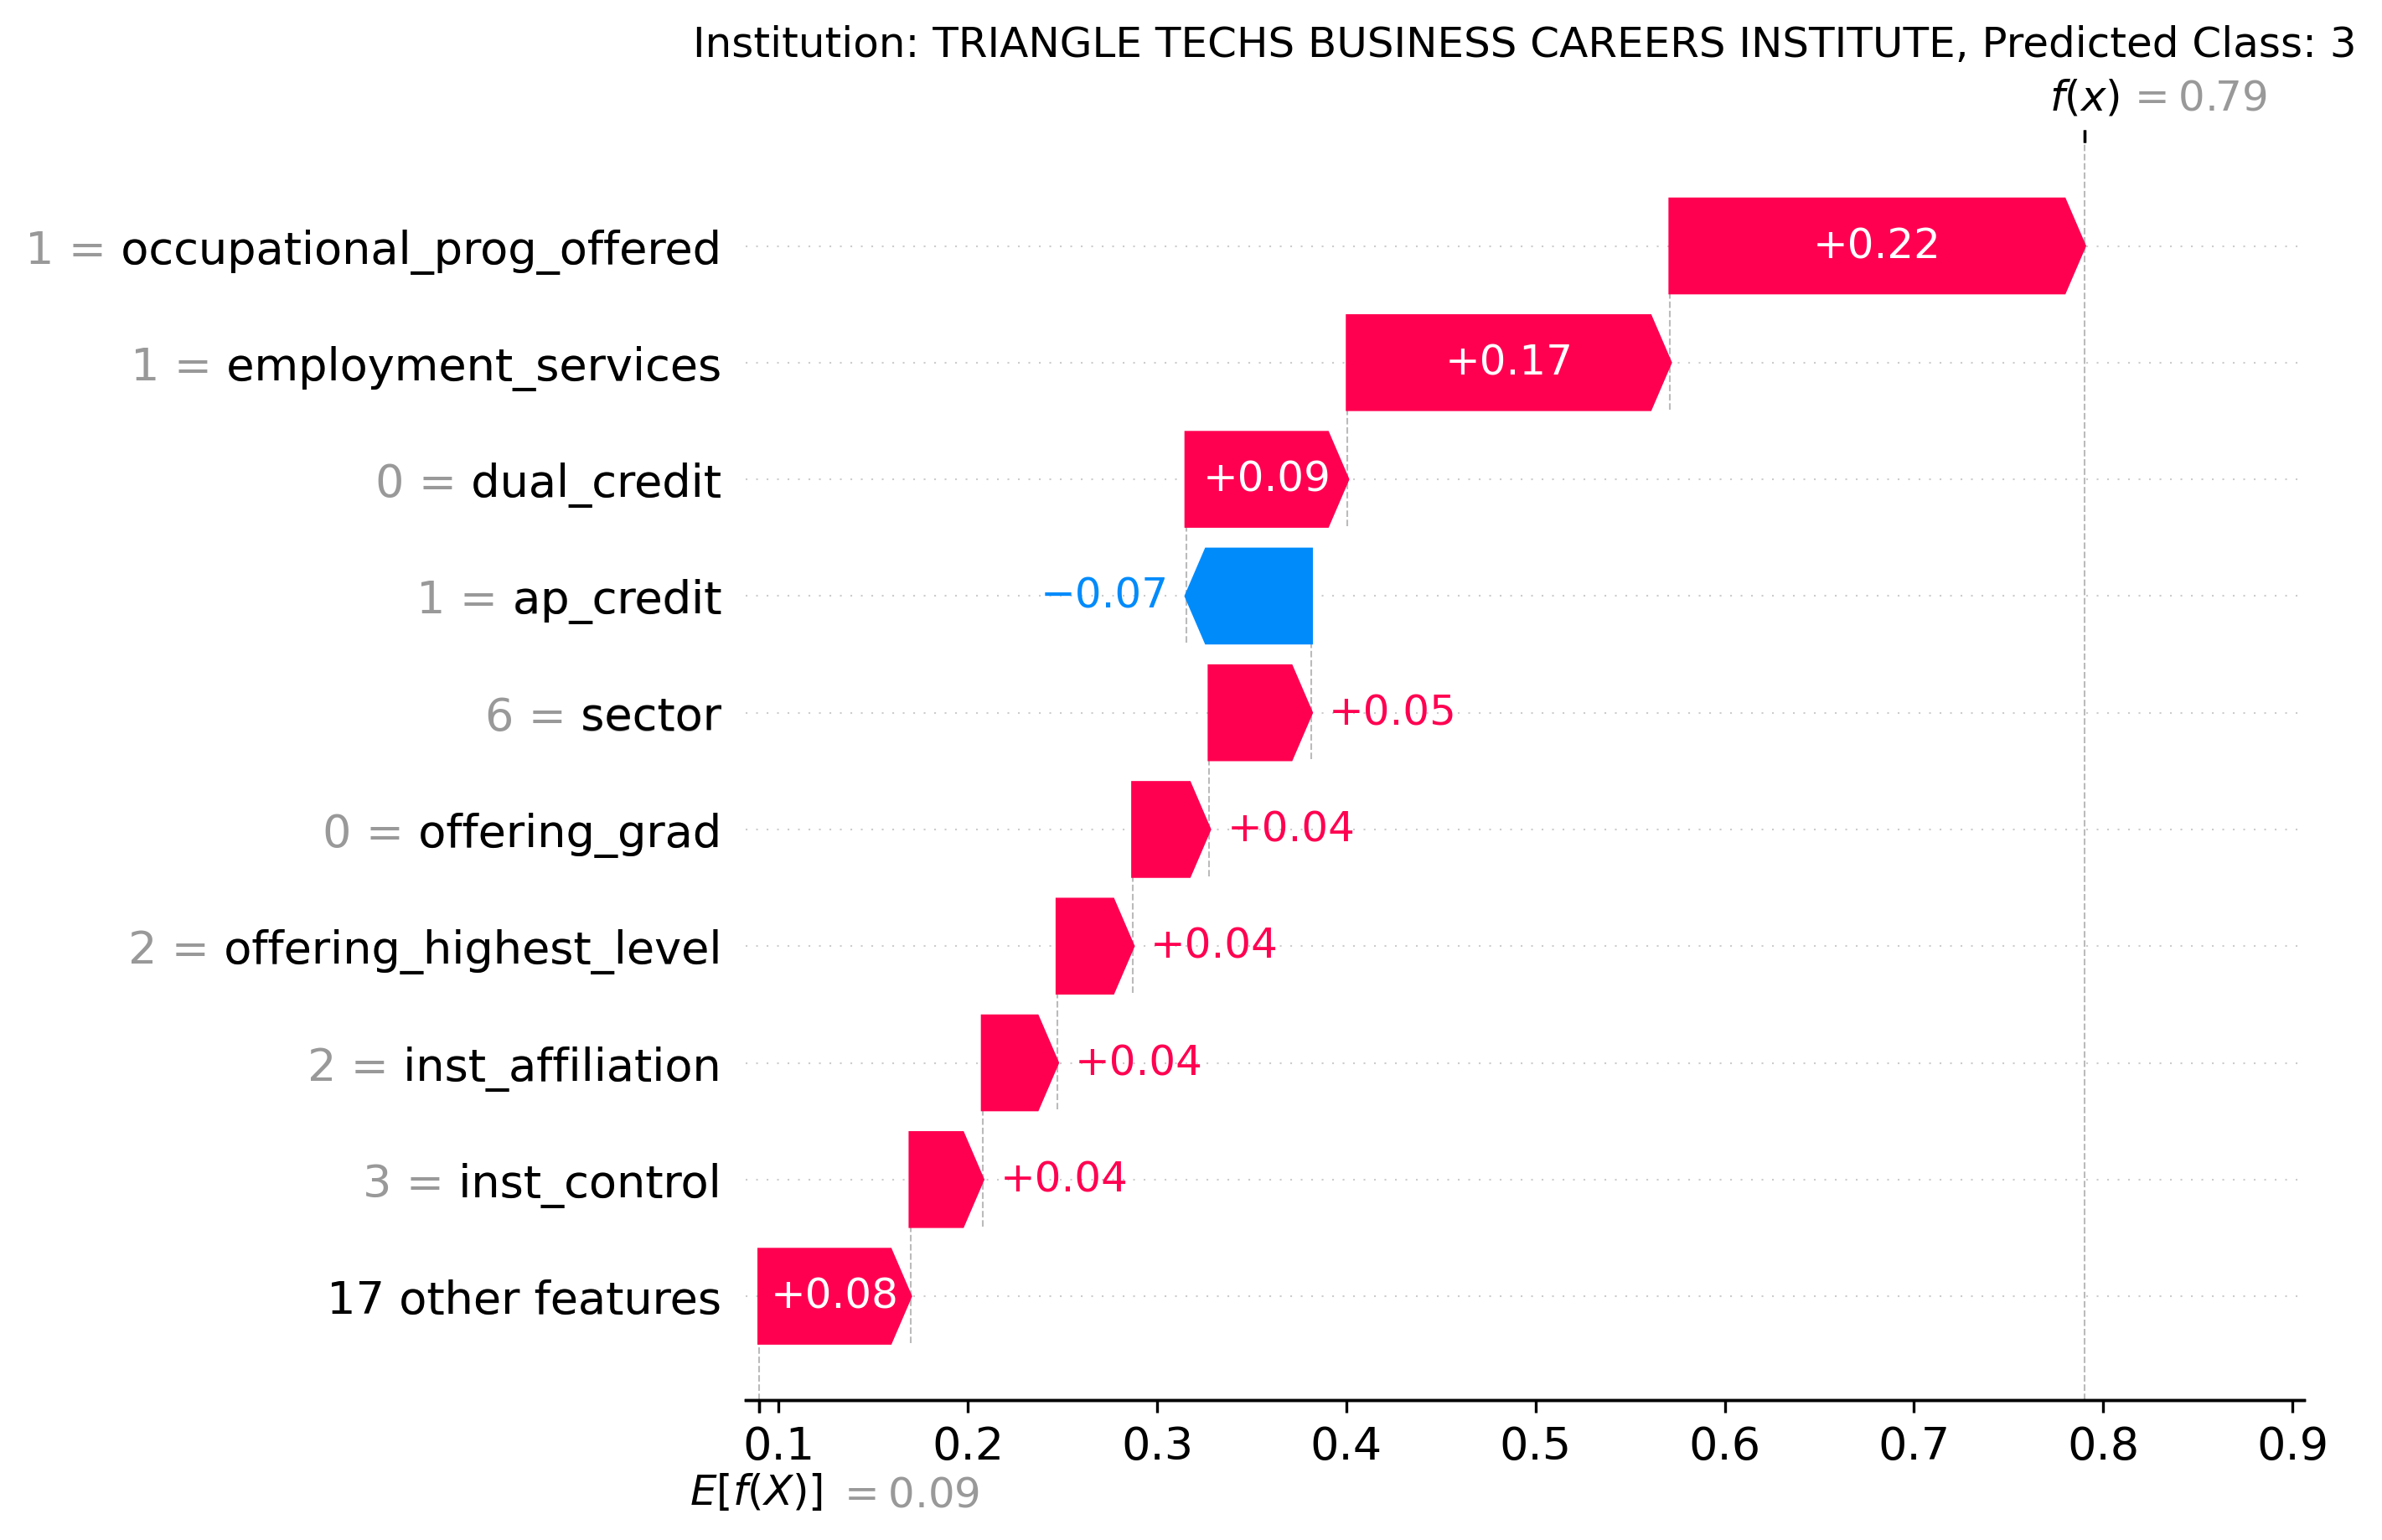 Institution: TRIANGLE TECHS BUSINESS CAREERS INSTITUTE, Predicted Class: 3
f(x) = 0.79
1 = occupational_prog_offered +0.22
1 = employment_services +0.17
0 = dual_credit +0.09
1 = ap_credit −0.07
6 = sector +0.05
0 = offering_grad +0.04
2 = offering_highest_level +0.04
2 = inst_affiliation +0.04
3 = inst_control +0.04
17 other features +0.08
0.1 0.2 0.3 0.4 0.5 0.6 0.7 0.8 0.9
E[f(X)] = 0.09